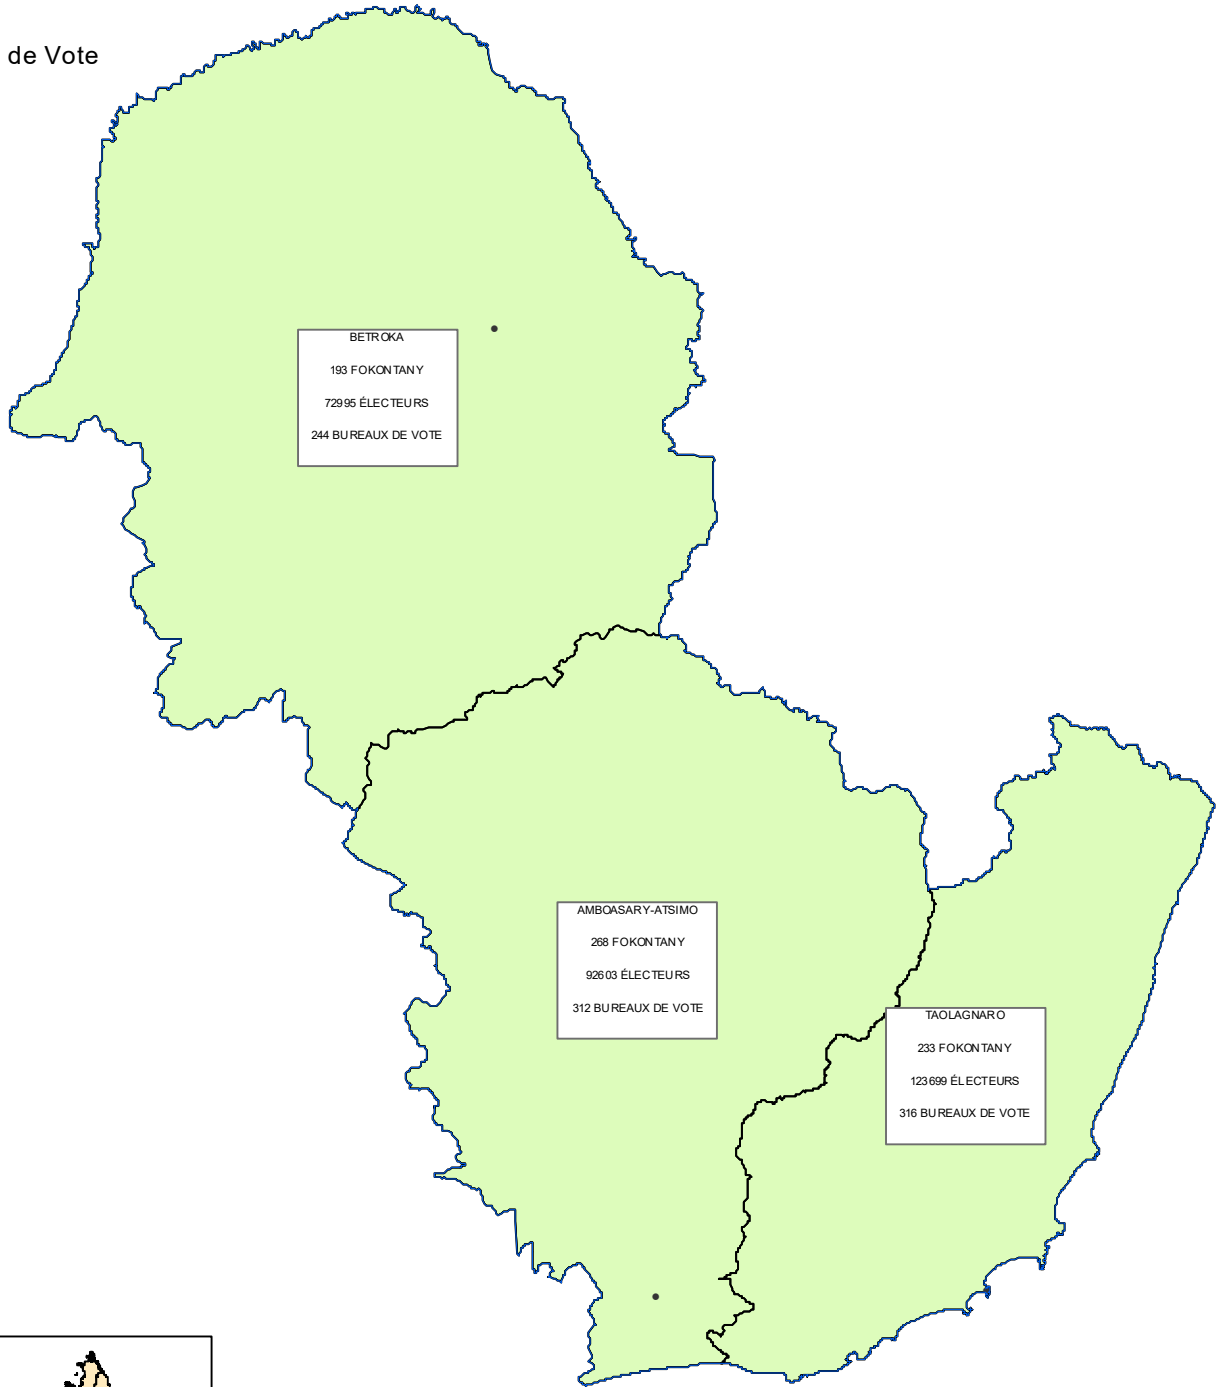 de Vote
BETROKA
193 FOKONTANY
72995 ÉLECTEURS
244 BUREAUX DE VOTE
AMBOASARY-ATSIMO
268 FOKONTANY
92603 ÉLECTEURS
312 BUREAUX DE VOTE
TAOLAGNARO
233 FOKONTANY
123699 ÉLECTEURS
316 BUREAUX DE VOTE